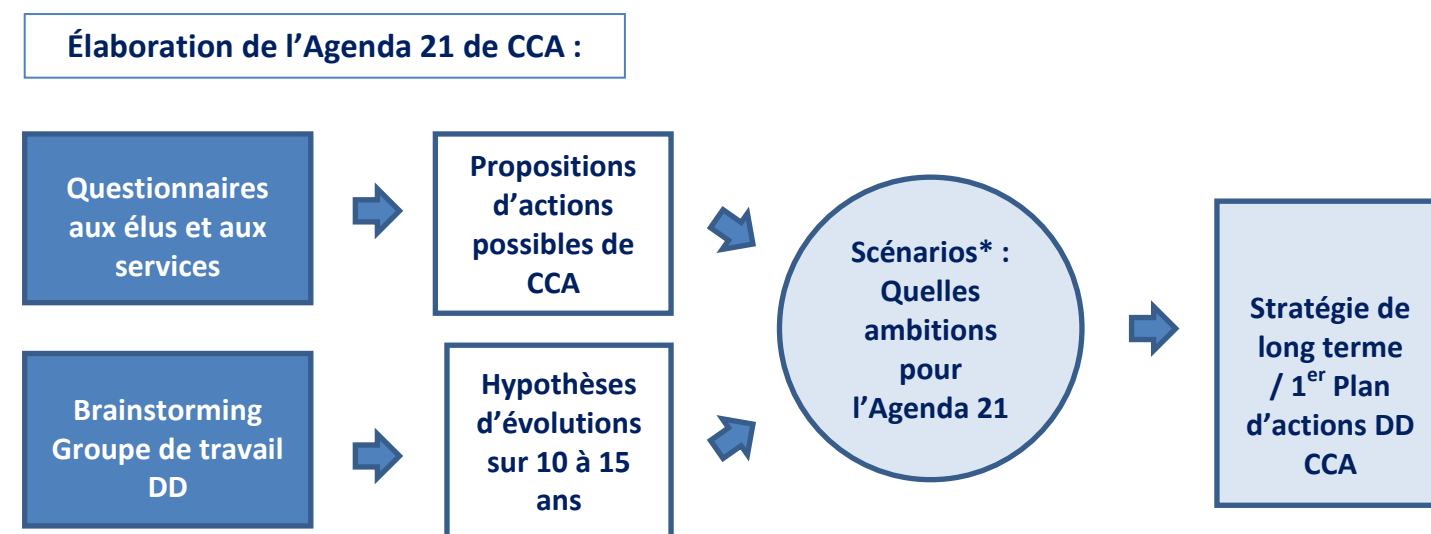 Élaboration de l’Agenda 21 de CCA :
Questionnaires
aux élus et aux
services
Propositions
d’actions
possibles de
CCA
Brainstorming
Groupe de travail
DD
Hypothèses
d’évolutions
sur 10 à 15
ans
Scénarios* :
Quelles
ambitions
pour
l’Agenda 21
Stratégie de
long terme
/ 1er Plan
d’actions DD
CCA